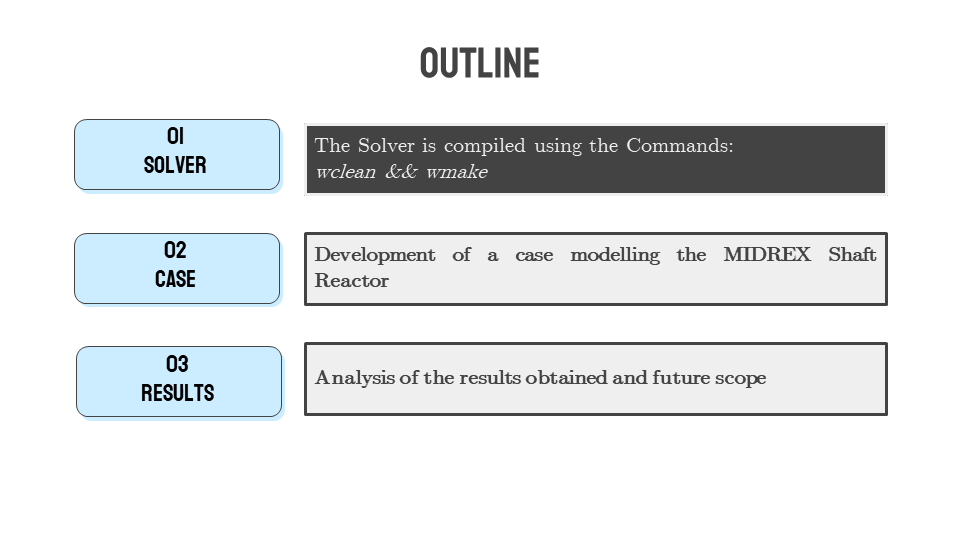 OUTLINE
01
SOLVER
The Solver is compiled using the Commands:
wclean && wmake
02
CASE
Development of a case modelling the MIDREX Shaft
Reactor
03
RESULTS
Analysis of the results obtained and future scope